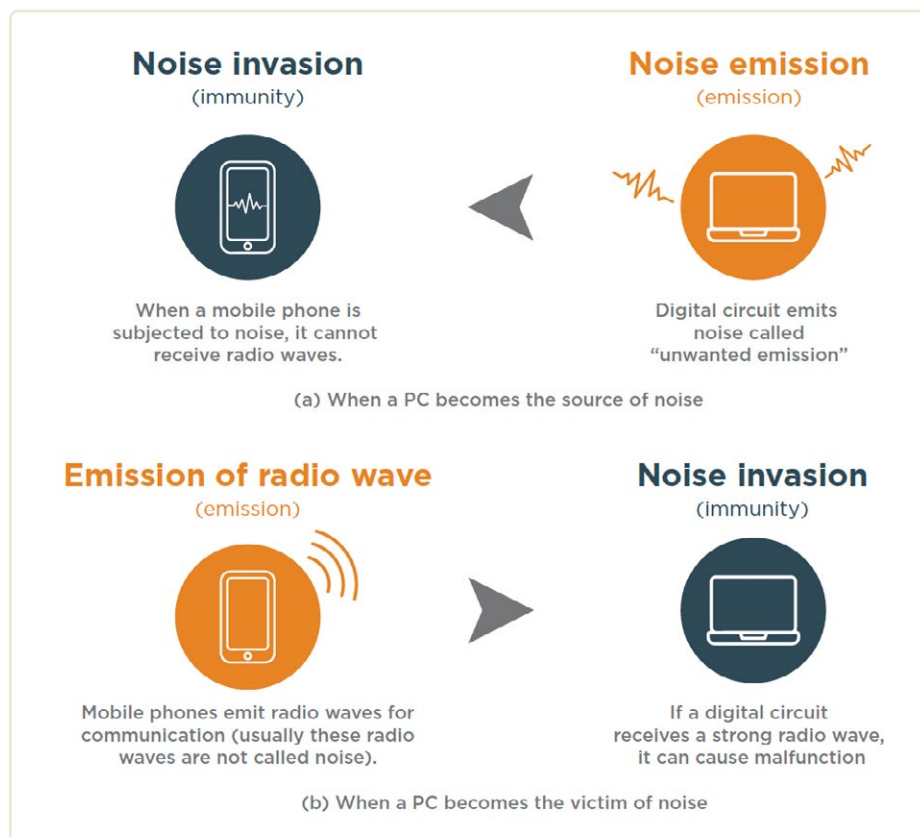 Noise invasion
(immunity)
Noise emission
(emission)
When a mobile phone is
subjected to noise, it cannot
receive radio waves.
Digital circuit emits
noise called
“unwanted emission”
(a) When a PC becomes the source of noise
Emission of radio wave
(emission)
Noise invasion
(immunity)
Mobile phones emit radio waves for
communication (usually these radio
waves are not called noise).
If a digital circuit
receives a strong radio wave,
it can cause malfunction
(b) When a PC becomes the victim of noise